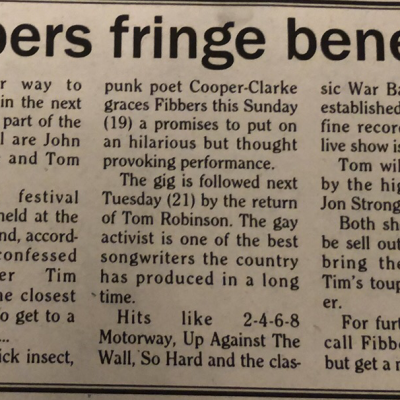 bers fringe bene
r way to
in the next
part of the
l are John
and Tom
festival
held at the
nd, accord-
confessed
er Tim
he closest
o get to a
...
ick insect,
punk poet Cooper-Clarke
graces Fibbers this Sunday
(19) a promises to put on
an hilarious but thought
provoking performance.
The gig is followed next
Tuesday (21) by the return
of Tom Robinson. The gay
activist is one of the best
songwriters the country
has produced in a long
time.
Hits like 2-4-6-8
Motorway, Up Against The
Wall, So Hard and the clas-
sic War Ba
established
fine recor
live show is
Tom wil
by the hig
Jon Strong
Both sh
be sell out
bring the
Tim's toup
er.
For furt
call Fibbe
but get a m